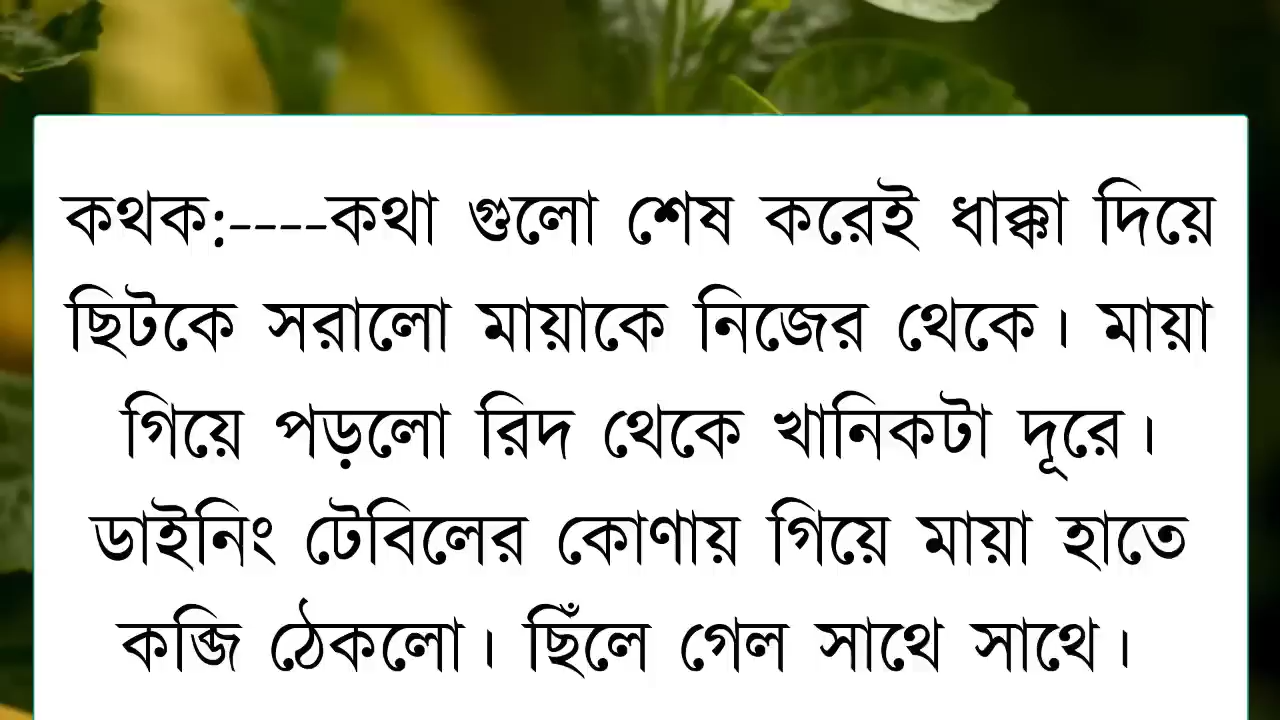 কথক:----কথা গুলো শেষ করেই ধাক্কা দিয়ে
ছিটকে সরালো মায়াকে নিজের থেকে। মায়া
গিয়ে পড়লো রিদ থেকে খানিকটা দূরে।
ডাইনিং টেবিলের কোণায় গিয়ে মায়া হাতে
কব্জি ঠেকলো। ছিঁলে গেল সাথে সাথে।